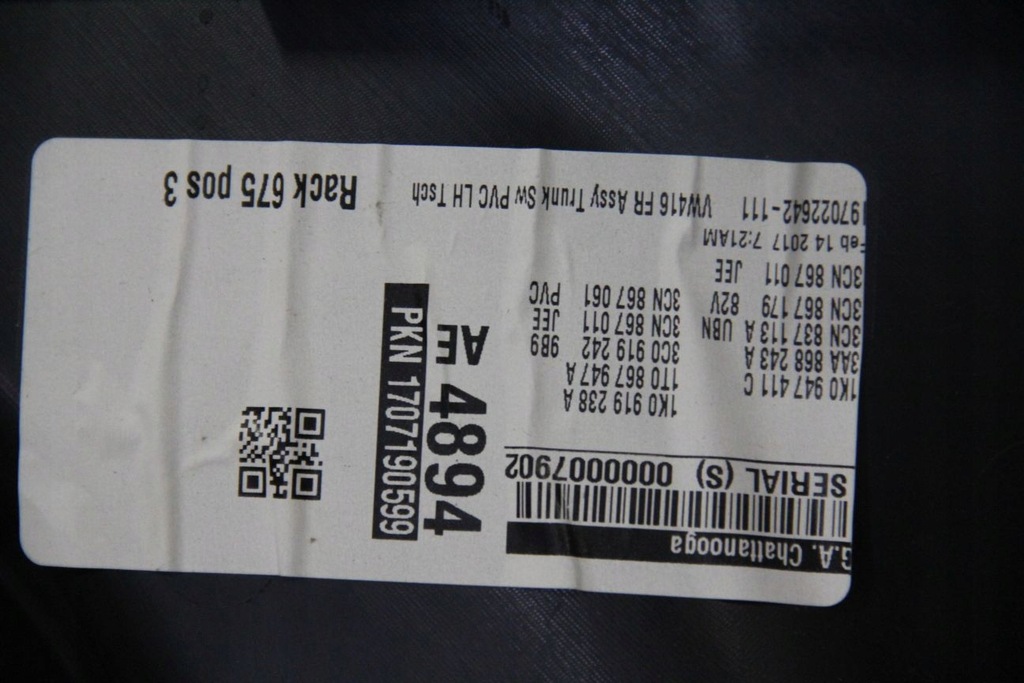 G.A. Chattanooga
SERIAL (S) 0000007902
1K0 947 411 C
3AA 868 243 A
3CN 837 113 A UBN
3CN 867 179 82V
3CN 867 011 JEE
1K0 919 238 A
1T0 867 947 A
3C0 919 242 9B9
3CN 867 011 JEE
3CN 867 061 PVC
Feb 14 2017 7:21AM
197022642-111 VW416 FR Assy Trunk Sw PVC LH Tsch
AE 4894
PKN 1707190599
Rack 675 pos 3